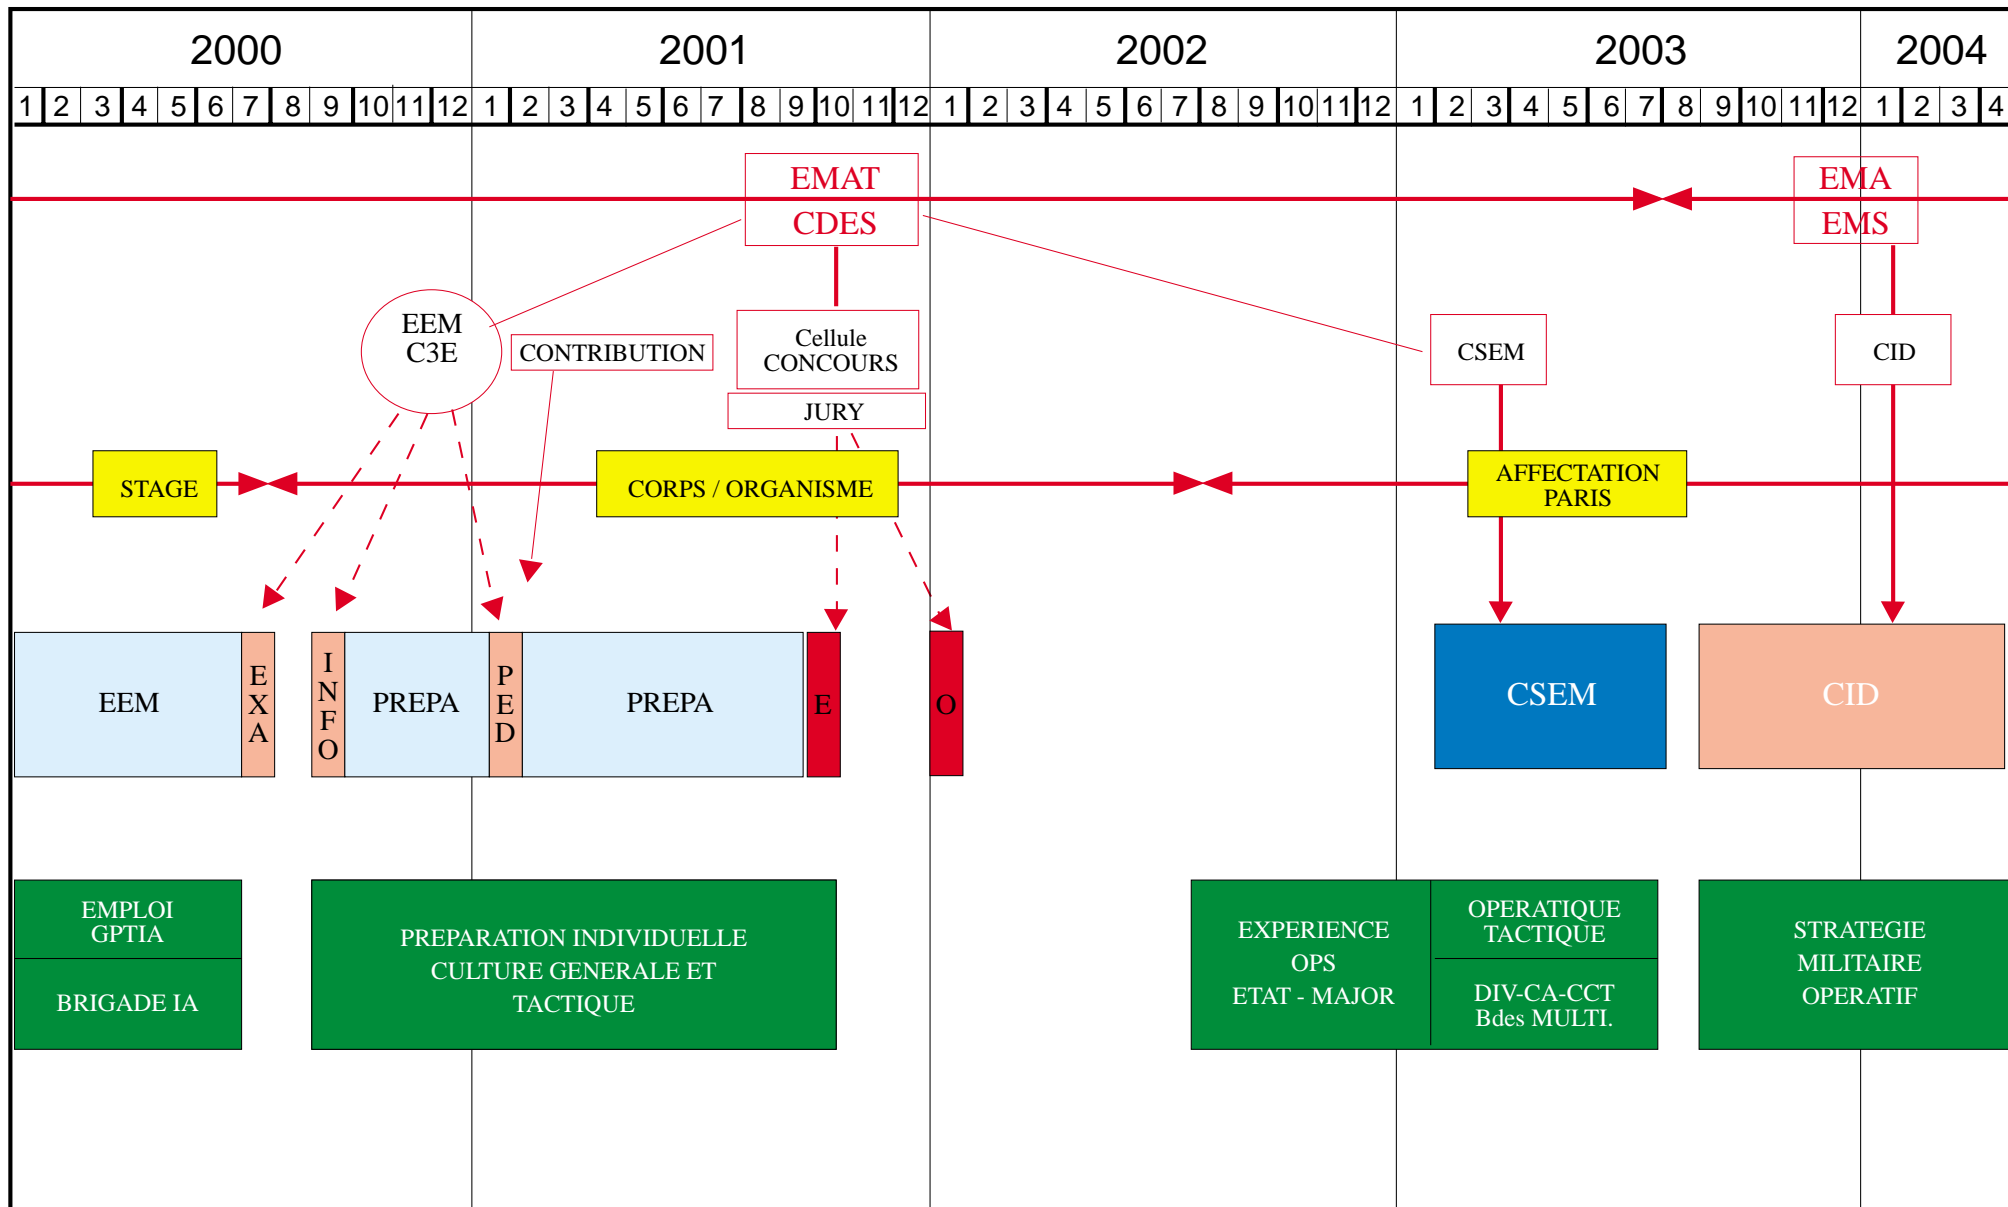 2000 2001 2002 2003 2004
1 2 3 4 5 6 7 8 9 10 11 12 1 2 3 4 5 6 7 8 9 10 11 12 1 2 3 4 5 6 7 8 9 10 11 12 1 2 3 4 5 6 7 8 9 10 11 12 1 2 3 4
EMAT
CDES
EMA
EMS
EEM
C3E
CONTRIBUTION
Cellule
CONCOURS
JURY
CSEM
CID
STAGE
CORPS / ORGANISME
AFFECTATION
PARIS
EEM
EXA
INFO
PREPA
PED
PREPA
E
O
CSEM
CID
EMPLOI
GPTIA
BRIGADE IA
PREPARATION INDIVIDUELLE
CULTURE GENERALE ET
TACTIQUE
EXPERIENCE
OPS
ETAT - MAJOR
OPERATIQUE
TACTIQUE
DIV-CA-CCT
Bdes MULTI.
STRATEGIE
MILITAIRE
OPERATIF